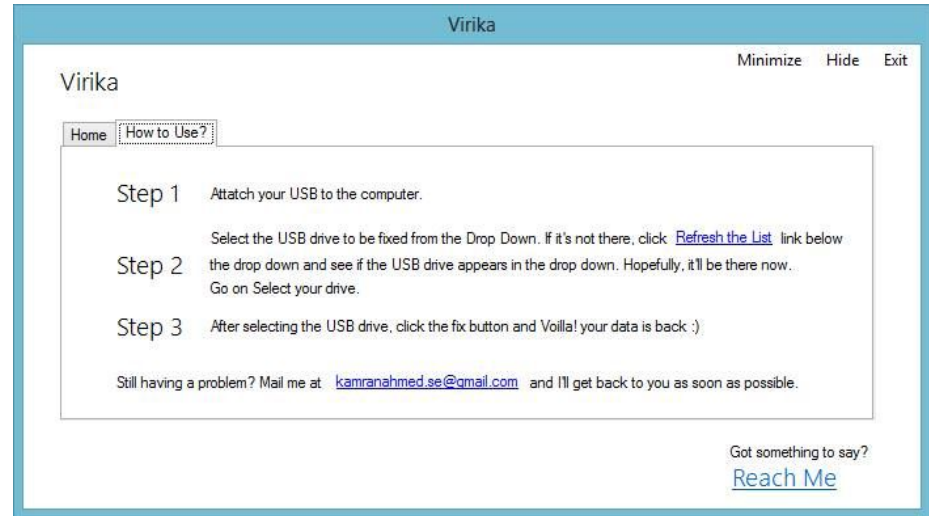 Virika
Minimize Hide Exit
Virika
Home How to Use?
Step 1 Attatch your USB to the computer.
Select the USB drive to be fixed from the Drop Down. If it's not there, click Refresh the List link below
Step 2 the drop down and see if the USB drive appears in the drop down. Hopefully, it'll be there now.
Go on Select your drive.
Step 3 After selecting the USB drive, click the fix button and Voilla! your data is back :)
Still having a problem? Mail me at kamranahmed.se@gmail.com and I'll get back to you as soon as possible.
Got something to say?
Reach Me